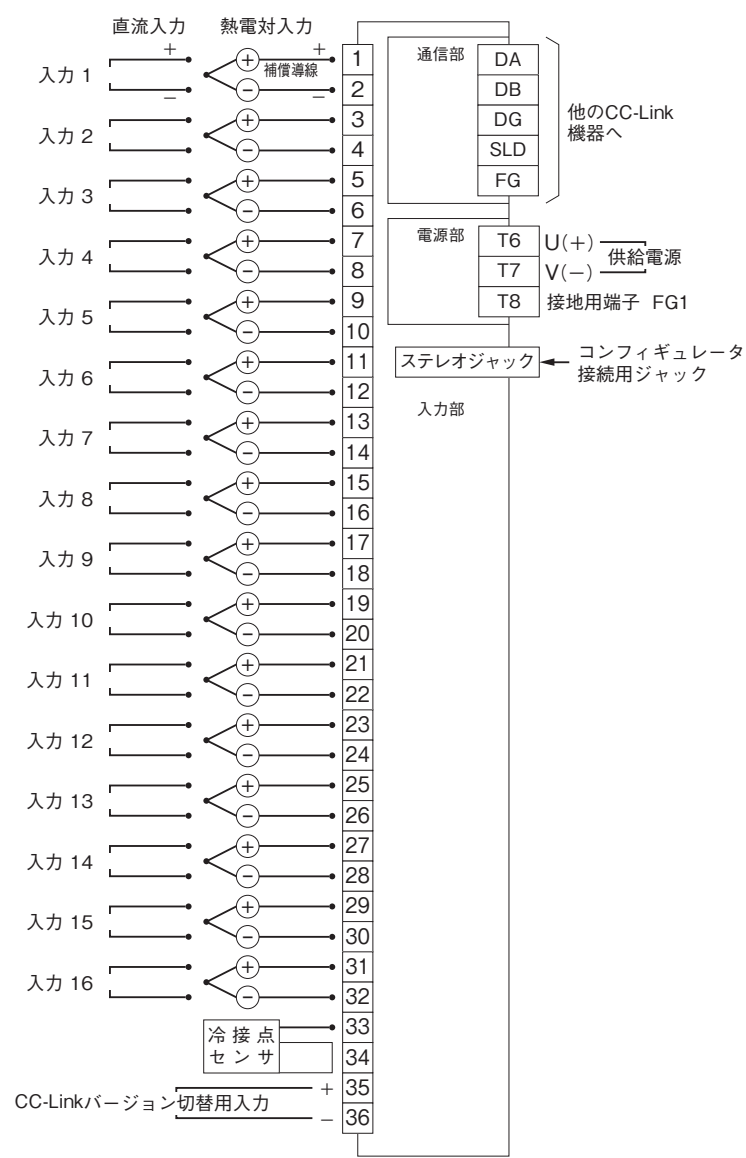 直流入力 熱電対入力
入力 1 + − + − + 補償導線 − 1 2
入力 2 + − 3 4
入力 3 + − 5 6
入力 4 + − 7 8
入力 5 + − 9 10
入力 6 + − 11 12
入力 7 + − 13 14
入力 8 + − 15 16
入力 9 + − 17 18
入力 10 + − 19 20
入力 11 + − 21 22
入力 12 + − 23 24
入力 13 + − 25 26
入力 14 + − 27 28
入力 15 + − 29 30
入力 16 + − 31 32
冷接点
センサ
33
34
CC-Linkバージョン切替用入力
+ 35
− 36
通信部
DA
DB
DG
SLD
FG
他のCC-Link
機器へ
電源部
T6 U(+)
T7 V(−)
供給電源
T8 接地用端子 FG1
ステレオジャック
コンフィギュレータ
接続用ジャック
入力部